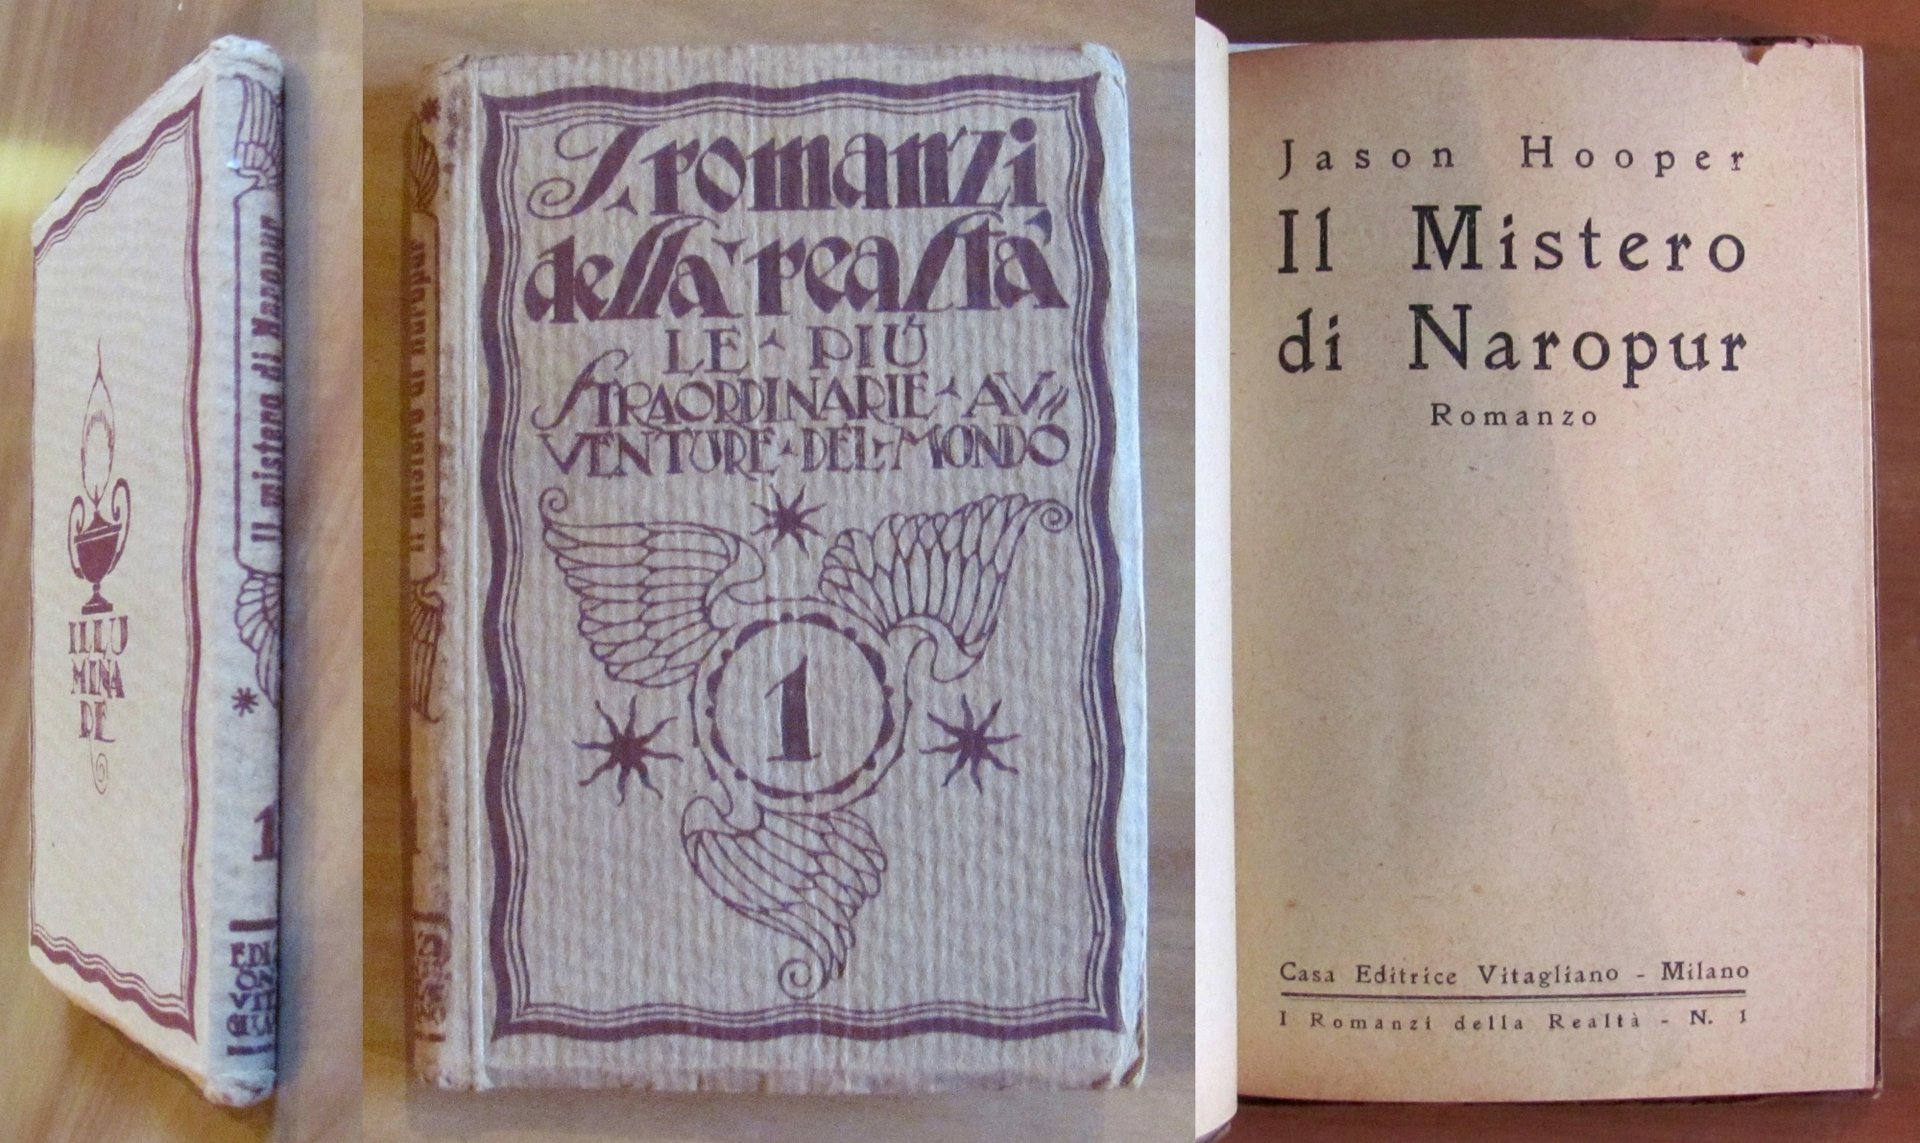 ILLU
MINA
RE
Il mistero di Naropur
1
Il mistero di Naropur
I romanzi
della realtà
LE PIÚ
STRAORDINARIE AV=
VENTURE DEL MONDO
1
Jason Hooper
Il Mistero
di Naropur
Romanzo
Casa Editrice Vitagliano - Milano
I Romanzi della Realtà - N. 1